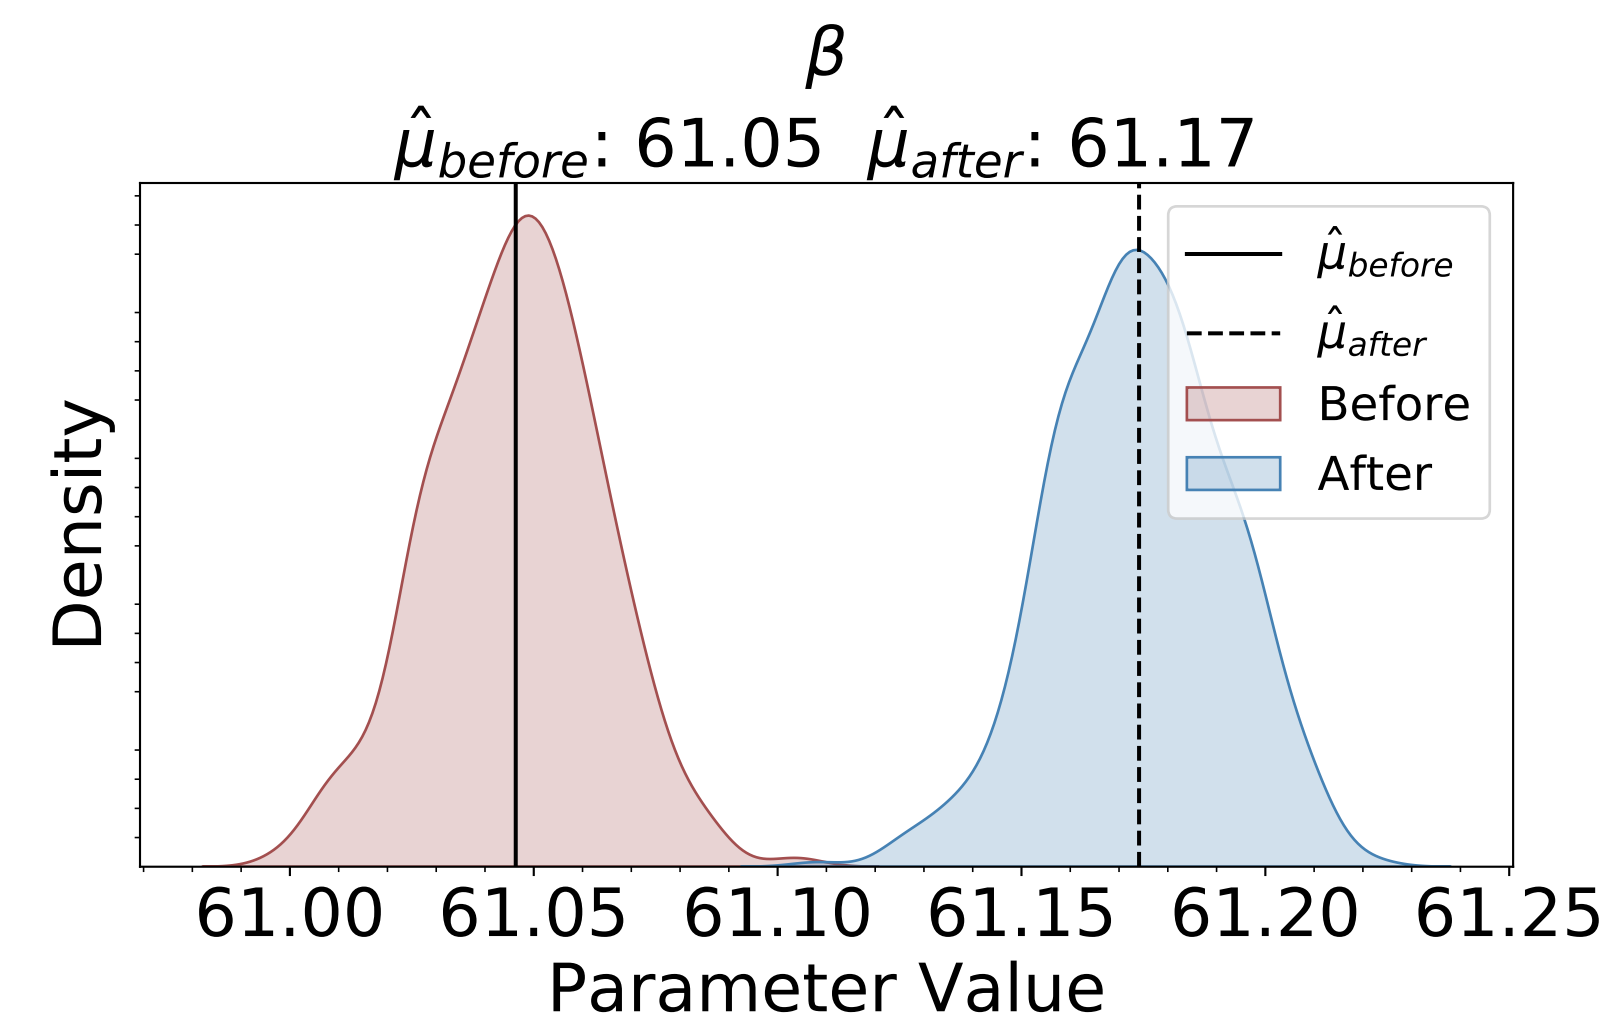 β
μ̂before: 61.05 μ̂after: 61.17
μ̂before
μ̂after
Before
After
Density
61.00 61.05 61.10 61.15 61.20 61.25
Parameter Value